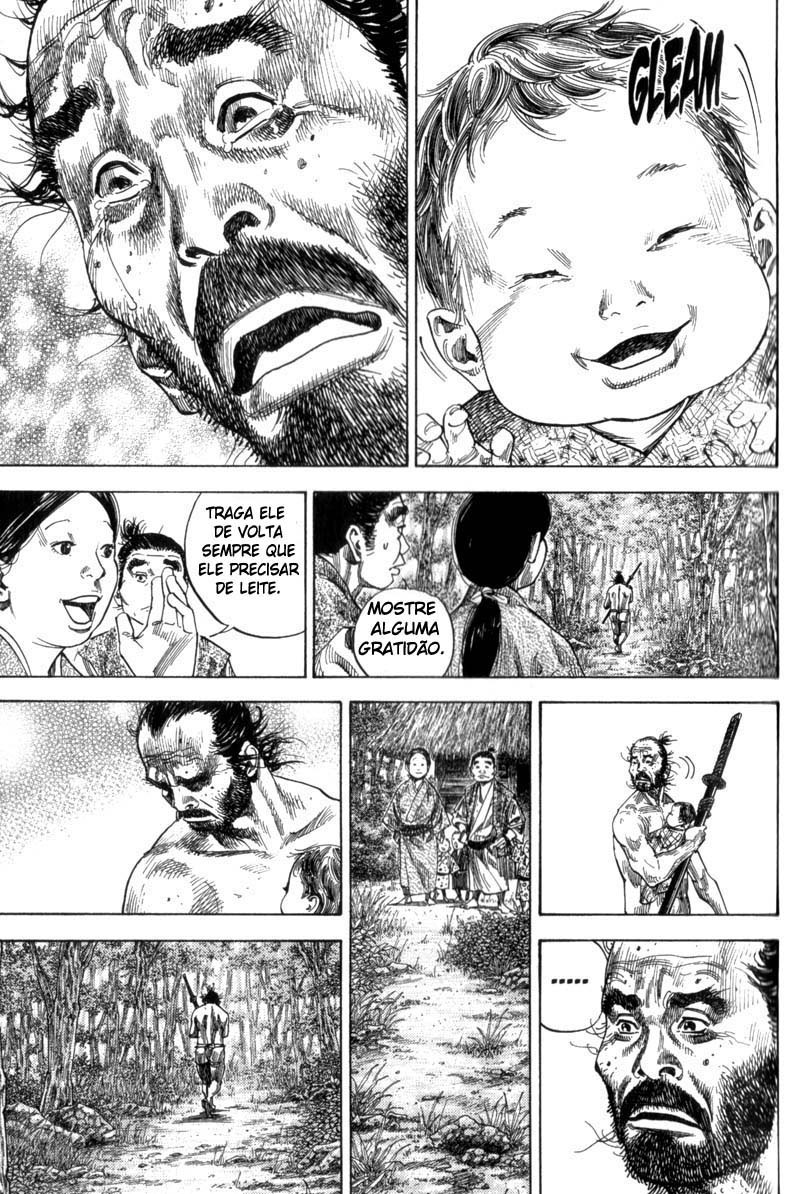 GLEAM
MOSTRE
ALGUMA
GRATIDÃO.
TRAGA ELE
DE VOLTA
SEMPRE QUE
ELE PRECISAR
DE LEITE.
......